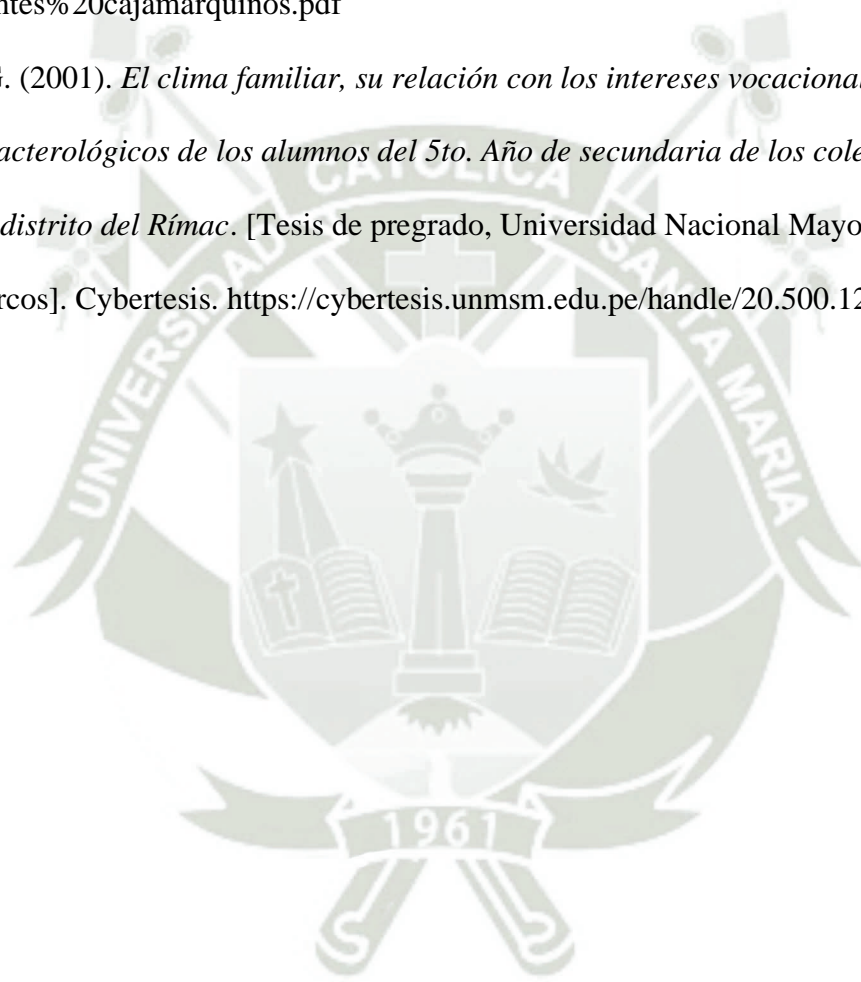 ntes%20cajamarquinos.pdf
G. (2001). El clima familiar, su relación con los intereses vocacional
acterológicos de los alumnos del 5to. Año de secundaria de los cole
distrito del Rímac. [Tesis de pregrado, Universidad Nacional Mayo
rcos]. Cybertesis. https://cybertesis.unmsm.edu.pe/handle/20.500.12
UNIVERSIDAD CATOLICA SANTA MARIA
1961